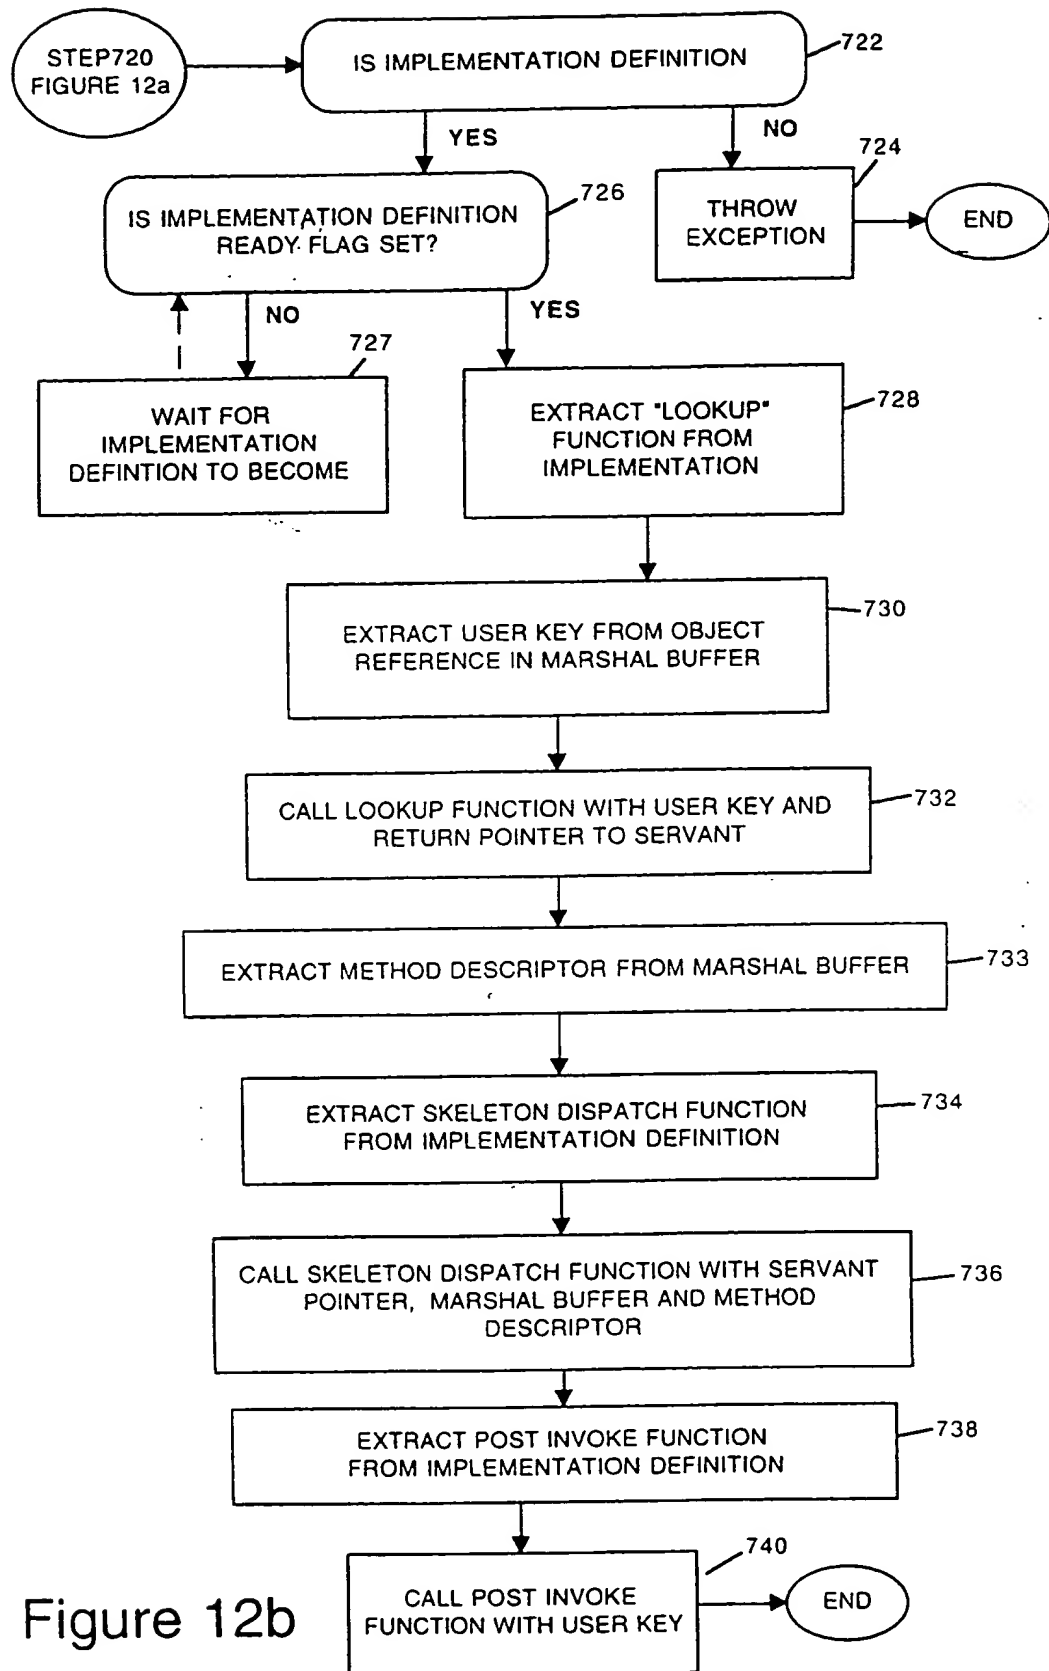 STEP720
FIGURE 12a
IS IMPLEMENTATION DEFINITION
722
YES
NO
724
THROW
EXCEPTION
END
IS IMPLEMENTATION DEFINITION
READY FLAG SET?
726
NO
YES
727
WAIT FOR
IMPLEMENTATION
DEFINTION TO BECOME
EXTRACT "LOOKUP"
FUNCTION FROM
IMPLEMENTATION
728
EXTRACT USER KEY FROM OBJECT
REFERENCE IN MARSHAL BUFFER
730
CALL LOOKUP FUNCTION WITH USER KEY AND
RETURN POINTER TO SERVANT
732
EXTRACT METHOD DESCRIPTOR FROM MARSHAL BUFFER
733
EXTRACT SKELETON DISPATCH FUNCTION
FROM IMPLEMENTATION DEFINITION
734
CALL SKELETON DISPATCH FUNCTION WITH SERVANT
POINTER, MARSHAL BUFFER AND METHOD
DESCRIPTOR
736
EXTRACT POST INVOKE FUNCTION
FROM IMPLEMENTATION DEFINITION
738
CALL POST INVOKE
FUNCTION WITH USER KEY
740
END
Figure 12b